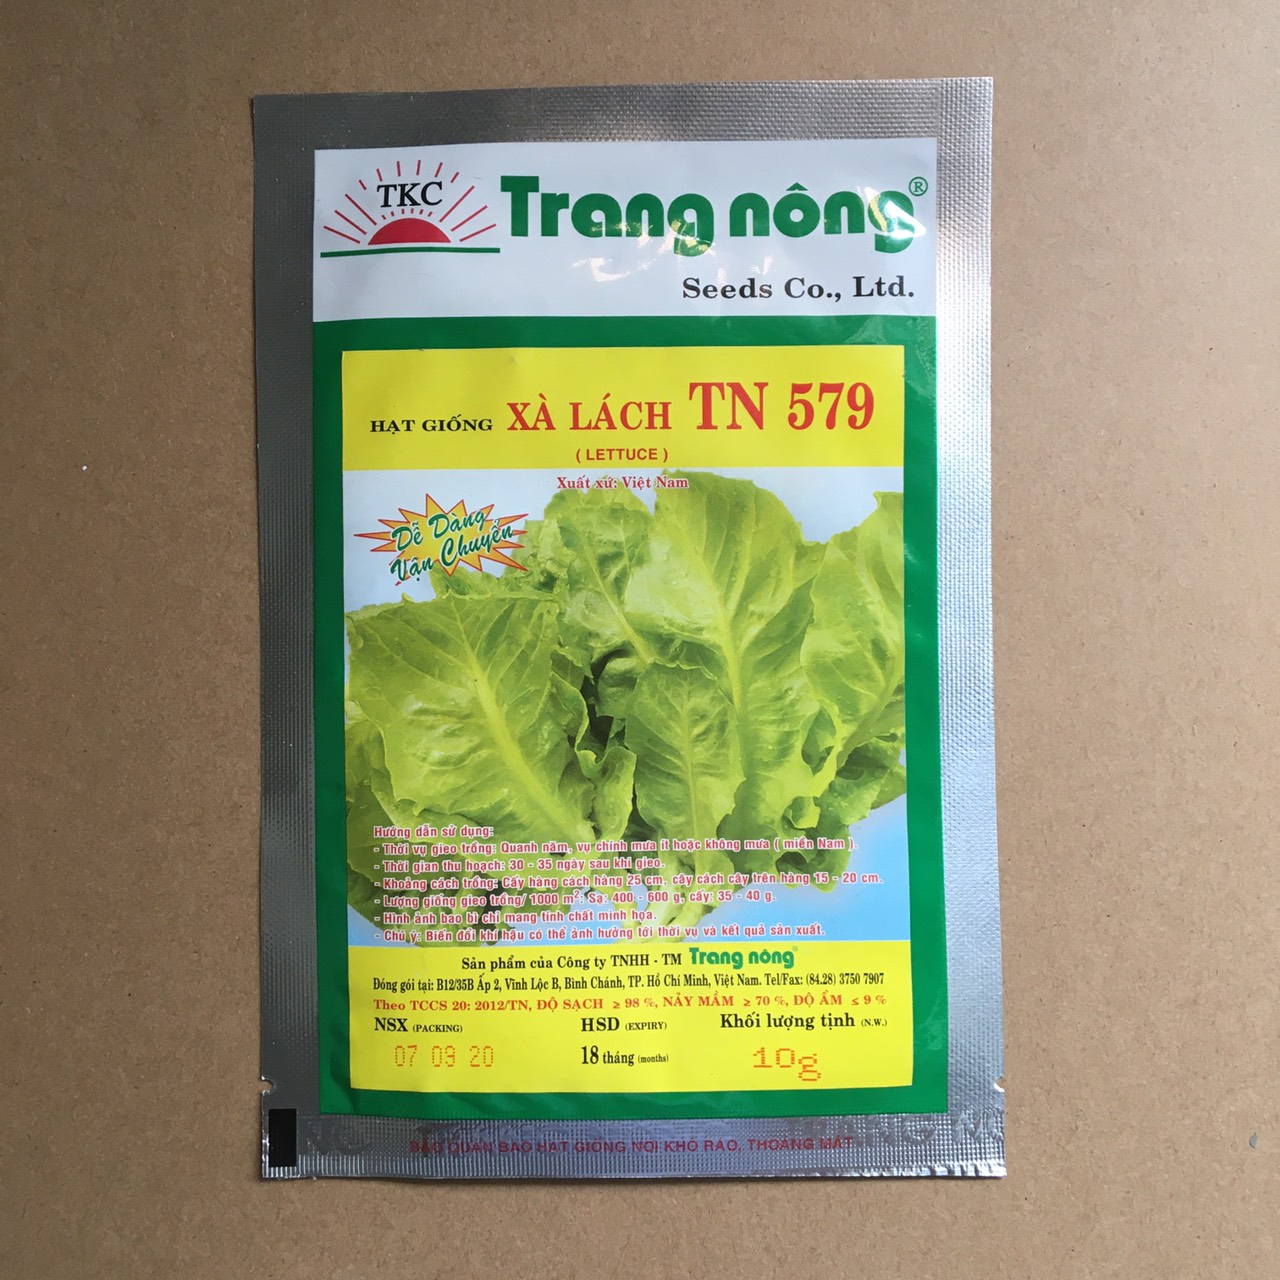 TKC
Trang nông®
Seeds Co., Ltd.
HẠT GIỐNG XÀ LÁCH TN 579
( LETTUCE )
Xuất xứ: Việt Nam
Dễ Dàng
Vận Chuyển
Hướng dẫn sử dụng:
- Thời vụ gieo trồng: Quanh năm, vụ chính mưa ít hoặc không mưa ( miền Nam ).
- Thời gian thu hoạch: 30 - 35 ngày sau khi gieo.
- Khoảng cách trồng: Cấy hàng cách hàng 25 cm, cây cách cây trên hàng 15 - 20 cm.
- Lượng giống gieo trồng/ 1000 m²: Sạ: 400 - 600 g, cấy: 35 - 40 g.
- Hình ảnh bao bì chỉ mang tính chất minh họa.
- Chú ý: Biến đổi khí hậu có thể ảnh hưởng tới thời vụ và kết quả sản xuất.
Sản phẩm của Công ty TNHH - TM Trang nông®
Đóng gói tại: B12/35B Ấp 2, Vĩnh Lộc B, Bình Chánh, TP. Hồ Chí Minh, Việt Nam. Tel/Fax: (84.28) 3750 7907
Theo TCCS 20: 2012/TN, ĐỘ SẠCH ≥ 98 %, NẢY MẦM ≥ 70 %, ĐỘ ẨM ≤ 9 %
NSX (PACKING) HSD (EXPIRY) Khối lượng tịnh (N.W.)
07 09 20 18 tháng (months) 10g
BẢO QUẢN BAO HẠT GIỐNG NƠI KHÔ RÁO, THOÁNG MÁT